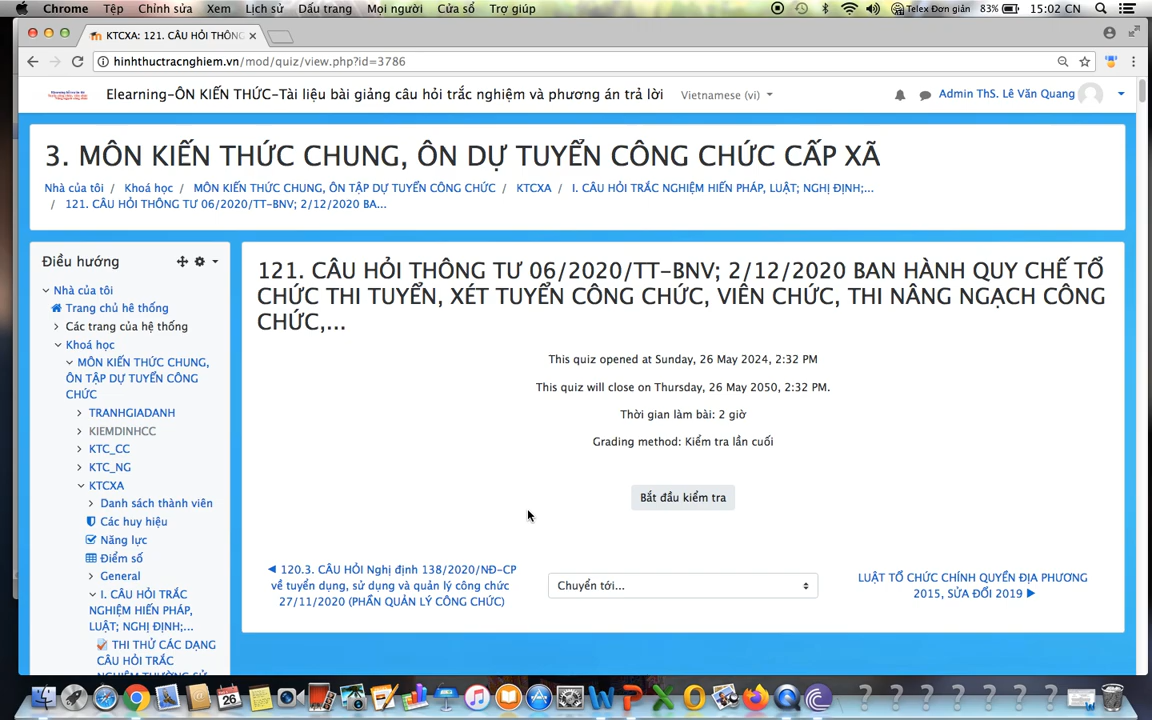 Chrome Tệp Chỉnh sửa Xem Lịch sử Dấu trang Mọi người Cửa sổ Trợ giúp Telex Đơn giản 83% 15:02 CN
KTCXA: 121. CÂU HỎI THÔNG
hinhthuctracnghiem.vn/mod/quiz/view.php?id=3786
Elearning-ÔN KIẾN THỨC-Tài liệu bài giảng câu hỏi trắc nghiệm và phương án trả lời Vietnamese (vi) Admin ThS. Lê Văn Quang
3. MÔN KIẾN THỨC CHUNG, ÔN DỰ TUYỂN CÔNG CHỨC CẤP XÃ
Nhà của tôi / Khoá học / MÔN KIẾN THỨC CHUNG, ÔN TẬP DỰ TUYỂN CÔNG CHỨC / KTCXA / I. CÂU HỎI TRẮC NGHIỆM HIẾN PHÁP, LUẬT; NGHỊ ĐỊNH;...
/ 121. CÂU HỎI THÔNG TƯ 06/2020/TT-BNV; 2/12/2020 BA...
Điều hướng
Nhà của tôi
Trang chủ hệ thống
Các trang của hệ thống
Khoá học
MÔN KIẾN THỨC CHUNG,
ÔN TẬP DỰ TUYỂN CÔNG
CHỨC
TRANHGIADANH
KIEMDINHCC
KTC_CC
KTC_NG
KTCXA
Danh sách thành viên
Các huy hiệu
Năng lực
Điểm số
General
I. CÂU HỎI TRẮC
NGHIỆM HIẾN PHÁP,
LUẬT; NGHỊ ĐỊNH;...
THI THỬ CÁC DẠNG
CÂU HỎI TRẮC
NGHIỆM THƯỜNG SỬ
121. CÂU HỎI THÔNG TƯ 06/2020/TT-BNV; 2/12/2020 BAN HÀNH QUY CHẾ TỔ
CHỨC THI TUYỂN, XÉT TUYỂN CÔNG CHỨC, VIÊN CHỨC, THI NÂNG NGẠCH CÔNG
CHỨC,...
This quiz opened at Sunday, 26 May 2024, 2:32 PM
This quiz will close on Thursday, 26 May 2050, 2:32 PM.
Thời gian làm bài: 2 giờ
Grading method: Kiểm tra lần cuối
Bắt đầu kiểm tra
◄ 120.3. CÂU HỎI Nghị định 138/2020/NĐ-CP
về tuyển dụng, sử dụng và quản lý công chức
27/11/2020 (PHẦN QUẢN LÝ CÔNG CHỨC)
Chuyển tới...
LUẬT TỔ CHỨC CHÍNH QUYỀN ĐỊA PHƯƠNG
2015, SỬA ĐỔI 2019 ►
26